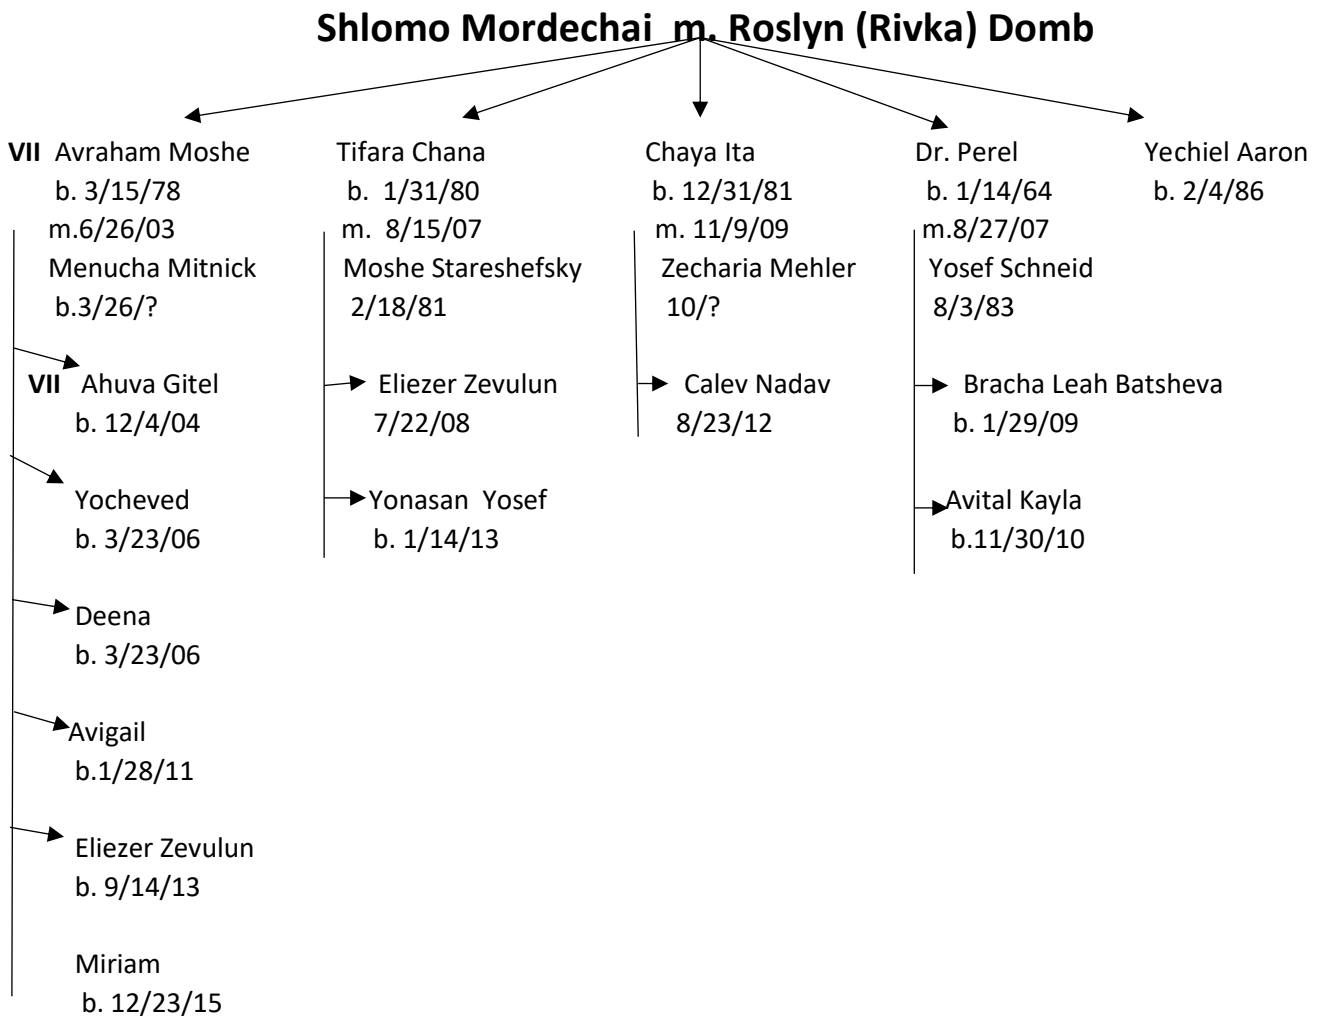 Shlomo Mordechai m. Roslyn (Rivka) Domb
VII Avraham Moshe
b. 3/15/78
m.6/26/03
Menucha Mitnick
b.3/26/?
VII Ahuva Gitel
b. 12/4/04
Yocheved
b. 3/23/06
Deena
b. 3/23/06
Avigail
b.1/28/11
Eliezer Zevulun
b. 9/14/13
Miriam
b. 12/23/15
Tifara Chana
b. 1/31/80
m. 8/15/07
Moshe Stareshefsky
2/18/81
Eliezer Zevulun
7/22/08
Yonasan Yosef
b. 1/14/13
Chaya Ita
b. 12/31/81
m. 11/9/09
Zecharia Mehler
10/?
Calev Nadav
8/23/12
Dr. Perel
b. 1/14/64
m.8/27/07
Yosef Schneid
8/3/83
Bracha Leah Batsheva
b. 1/29/09
Avital Kayla
b.11/30/10
Yechiel Aaron
b. 2/4/86